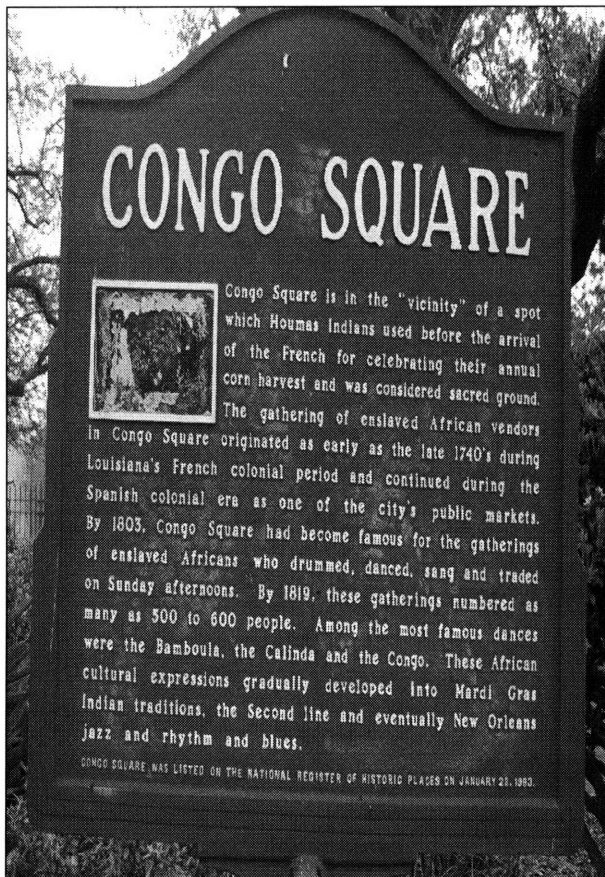 CONGO SQUARE
Congo Square is in the "vicinity" of a spot
which Houmas Indians used before the arrival
of the French for celebrating their annual
corn harvest and was considered sacred ground.
The gathering of enslaved African vendors
in Congo Square originated as early as the late 1740's during
Louisiana's French colonial period and continued during the
Spanish colonial era as one of the city's public markets.
By 1803, Congo Square had become famous for the gatherings
of enslaved Africans who drummed, danced, sang and traded
on Sunday afternoons. By 1819, these gatherings numbered as
many as 500 to 600 people. Among the most famous dances
were the Bamboula, the Calinda and the Congo. These African
cultural expressions gradually developed into Mardi Gras
Indian traditions, the Second line and eventually New Orleans
jazz and rhythm and blues.
CONGO SQUARE WAS LISTED ON THE NATIONAL REGISTER OF HISTORIC PLACES ON JANUARY 28, 1993.